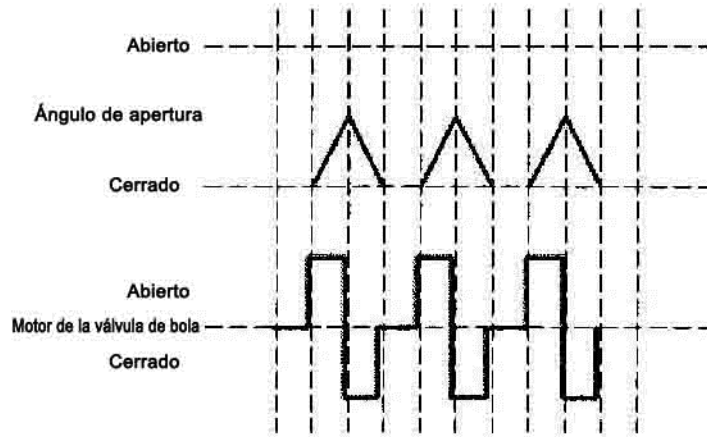 Abierto
Ángulo de apertura
Cerrado
Abierto
Motor de la válvula de bola
Cerrado